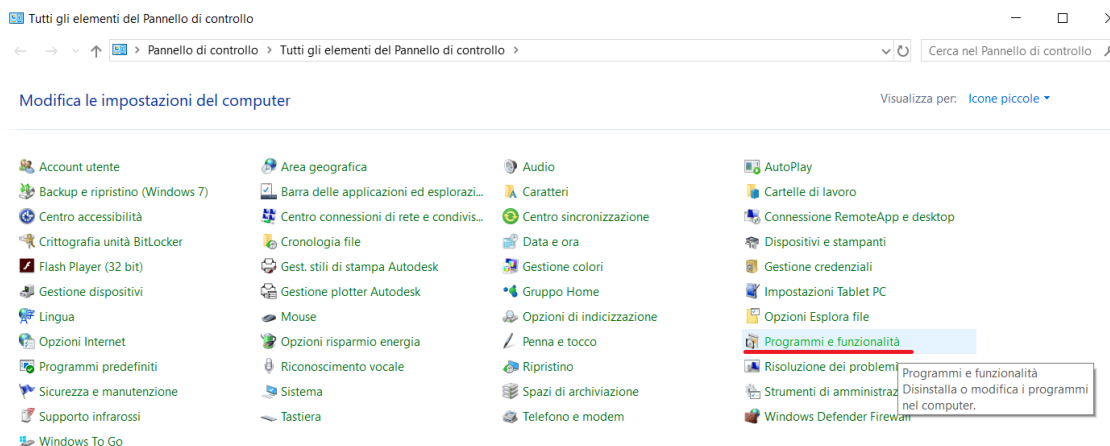 Tutti gli elementi del Pannello di controllo
Pannello di controllo > Tutti gli elementi del Pannello di controllo >
Cerca nel Pannello di controllo
Modifica le impostazioni del computer
Visualizza per: Icone piccole
Account utente
Area geografica
Audio
AutoPlay
Backup e ripristino (Windows 7)
Barra delle applicazioni ed esplorazi...
Caratteri
Cartelle di lavoro
Centro accessibilità
Centro connessioni di rete e condivis...
Centro sincronizzazione
Connessione RemoteApp e desktop
Crittografia unità BitLocker
Cronologia file
Data e ora
Dispositivi e stampanti
Flash Player (32 bit)
Gest. stili di stampa Autodesk
Gestione colori
Gestione credenziali
Gestione dispositivi
Gestione plotter Autodesk
Gruppo Home
Impostazioni Tablet PC
Lingua
Mouse
Opzioni di indicizzazione
Opzioni Esplora file
Opzioni Internet
Opzioni risparmio energia
Penna e tocco
Programmi e funzionalità
Programmi predefiniti
Riconoscimento vocale
Ripristino
Risoluzione dei problemi
Sicurezza e manutenzione
Sistema
Spazi di archiviazione
Strumenti di amministraz
Supporto infrarossi
Tastiera
Telefono e modem
Windows Defender Firewall
Windows To Go
Programmi e funzionalità
Disinstalla o modifica i programmi
nel computer.